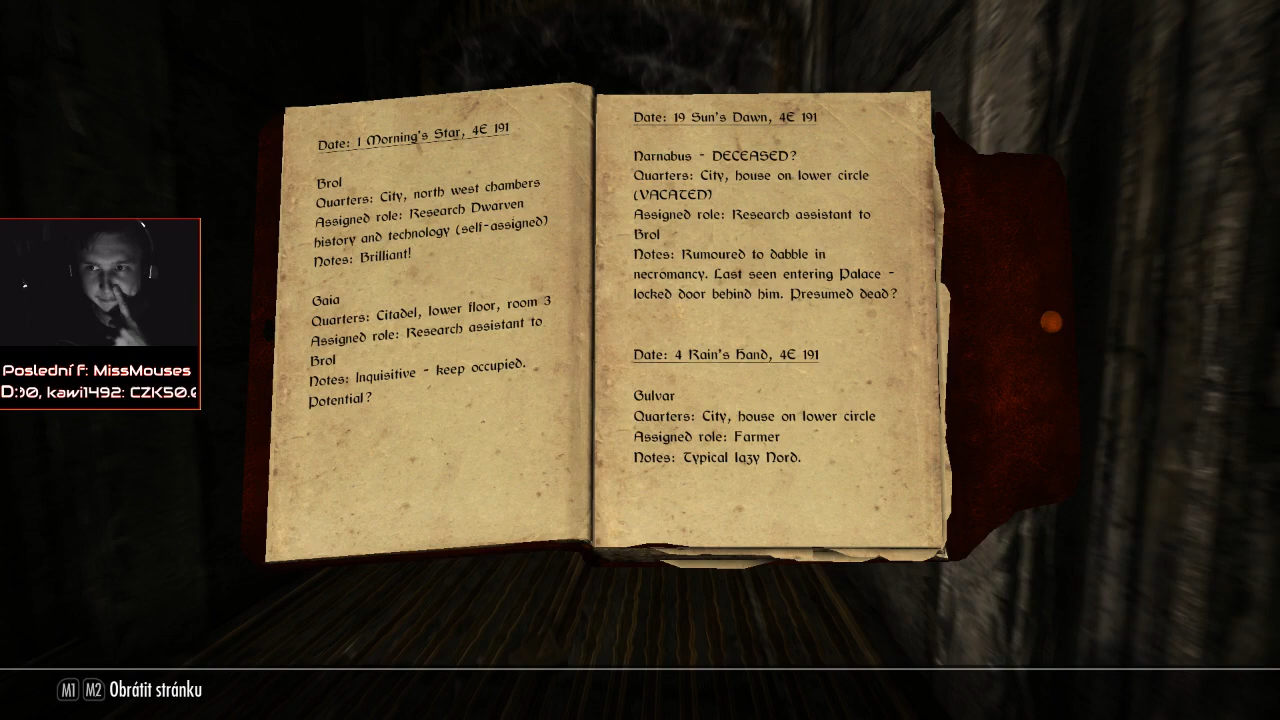 Date: 1 Morning's Star, 4E 191
Brol
Quarters: City, north west chambers
Assigned role: Research Dwarven
history and technology (self-assigned)
Notes: Brilliant!
Gaia
Quarters: Citadel, lower floor, room 3
Assigned role: Research assistant to
Brol
Notes: Inquisitive - keep occupied.
Potential?
Date: 19 Sun's Dawn, 4E 191
Narnabus - DECEASED?
Quarters: City, house on lower circle
(VACATED)
Assigned role: Research assistant to
Brol
Notes: Rumoured to dabble in
necromancy. Last seen entering Palace -
locked door behind him. Presumed dead?
Date: 4 Rain's Hand, 4E 191
Gulvar
Quarters: City, house on lower circle
Assigned role: Farmer
Notes: Typical lazy Nord.
Poslední F: MissMouses
kawi1492: CZK50.
M1 M2 Obrátit stránku